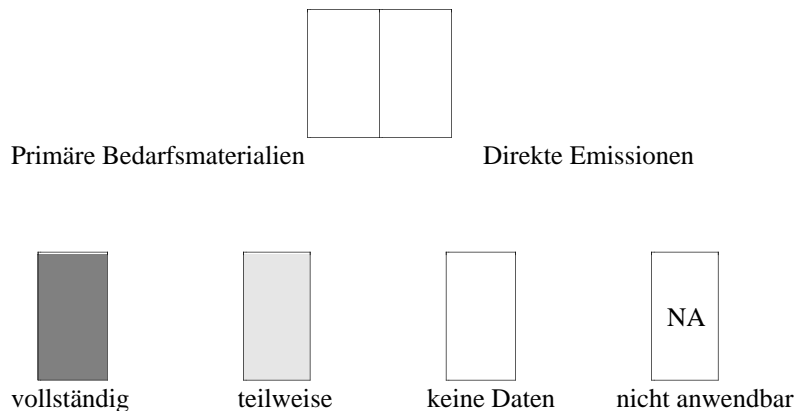 Primäre Bedarfsmaterialien Direkte Emissionen
NA
vollständig teilweise keine Daten nicht anwendbar